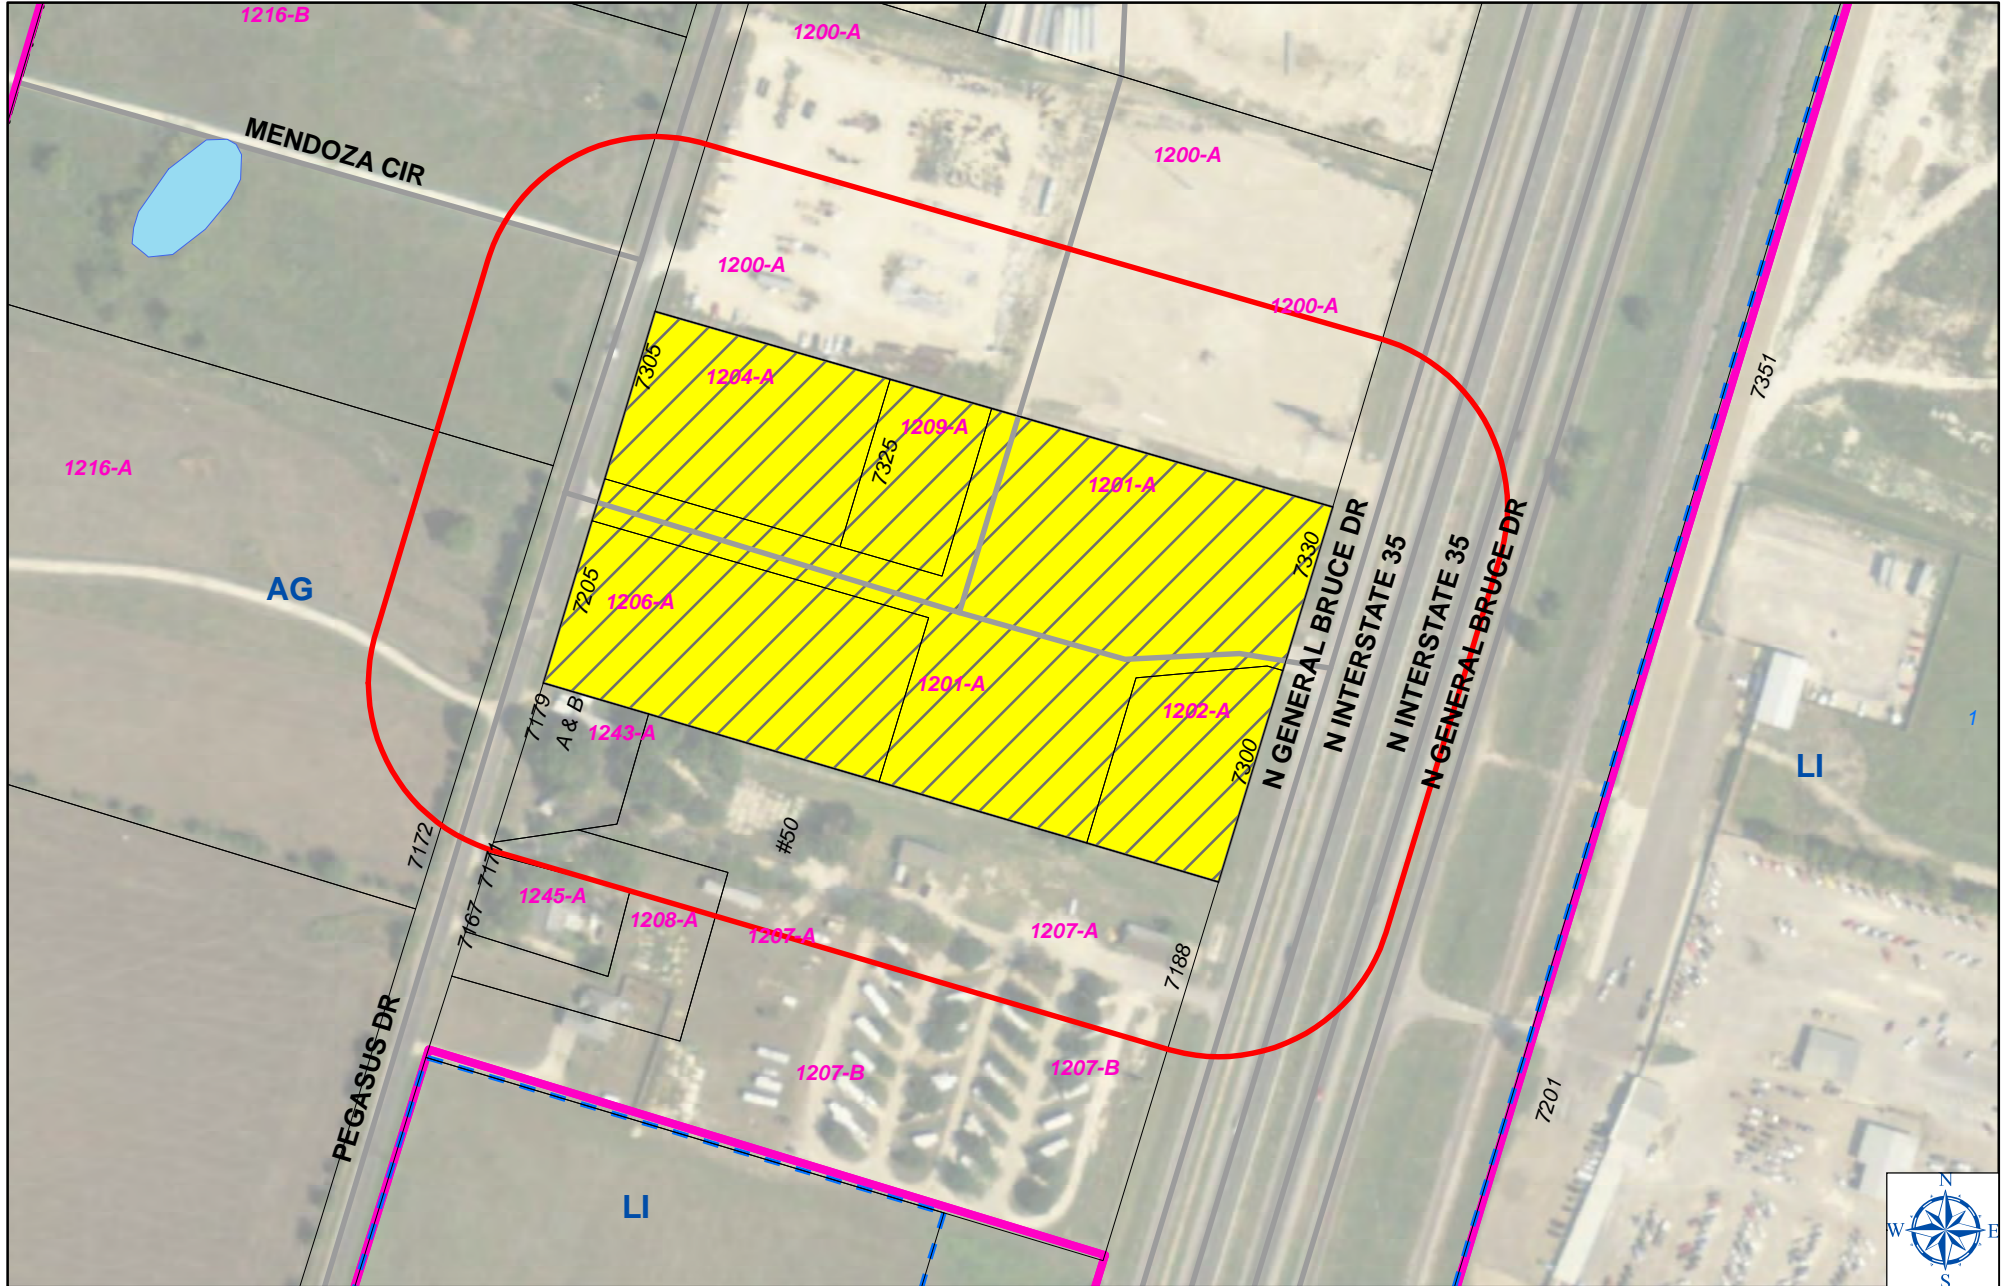 1216-B
1200-A
MENDOZA CIR
1200-A
1200-A
1200-A
7305
1204-A
7351
1209-A
7325
1216-A
1201-A
7330
AG
7205
1206-A
N GENERAL BRUCE DR
N INTERSTATE 35
N INTERSTATE 35
N GENERAL BRUCE DR
1201-A
1202-A
7179
A & B
1243-A
7300
1
LI
#50
7172
7171
1245-A
7167
1208-A
1207-A
1207-A
7188
PEGASUS DR
1207-B
1207-B
7201
LI
N
W
E
S